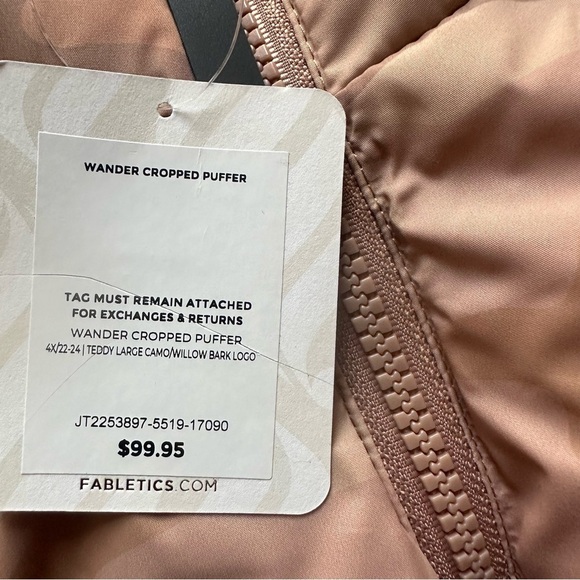 WANDER CROPPED PUFFER
TAG MUST REMAIN ATTACHED
FOR EXCHANGES & RETURNS
WANDER CROPPED PUFFER
4X/22-24 | TEDDY LARGE CAMO/WILLOW BARK LOGO
JT2253897-5519-17090
$99.95
FABLETICS.COM